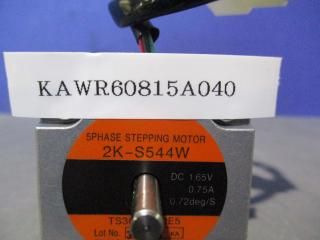 KAWR60815A040
5PHASE STEPPING MOTOR
2K-S544W
DC 1.65V
0.75A
0.72deg/S
Lot No.